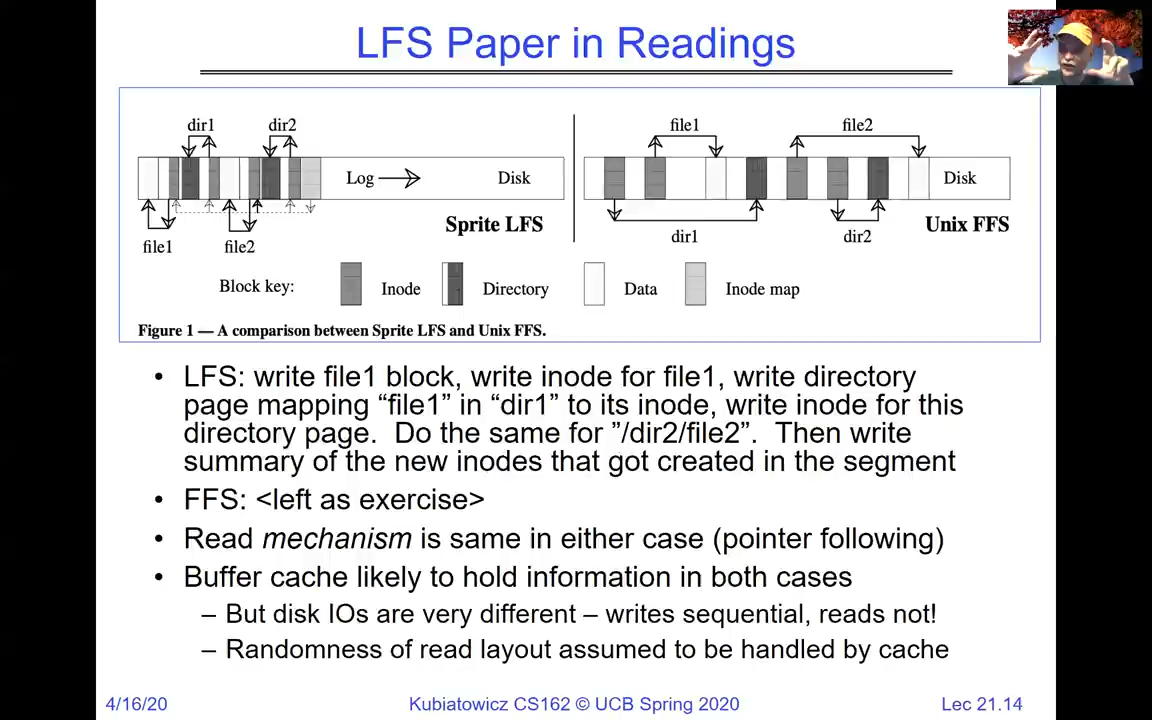 LFS Paper in Readings
dir1 dir2 file1 file2
Log Disk Disk
Sprite LFS Unix FFS
file1 file2 dir1 dir2
Block key: Inode Directory Data Inode map
Figure 1 — A comparison between Sprite LFS and Unix FFS.
• LFS: write file1 block, write inode for file1, write directory
page mapping “file1” in “dir1” to its inode, write inode for this
directory page. Do the same for ”/dir2/file2”. Then write
summary of the new inodes that got created in the segment
• FFS: <left as exercise>
• Read mechanism is same in either case (pointer following)
• Buffer cache likely to hold information in both cases
– But disk IOs are very different – writes sequential, reads not!
– Randomness of read layout assumed to be handled by cache
4/16/20 Kubiatowicz CS162 © UCB Spring 2020 Lec 21.14